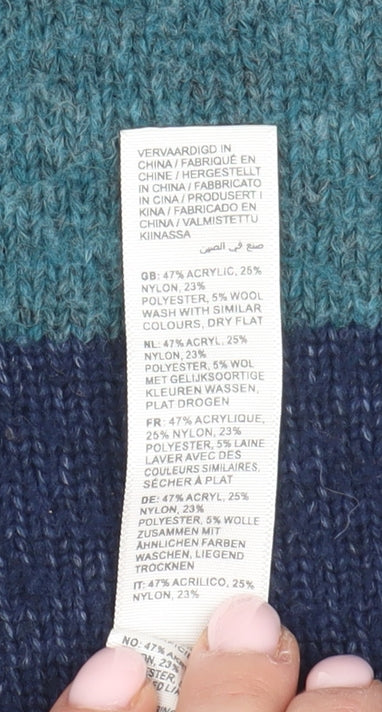 VERVAARDIGD IN
CHINA / FABRIQUÉ EN
CHINE / HERGESTELLT
IN CHINA / FABBRICATO
IN CINA / PRODUSERT I
KINA / FABRICADO EN
CHINA / VALMISTETTU
KIINASSA
صنع في الصين
GB: 47% ACRYLIC, 25%
NYLON, 23%
POLYESTER, 5% WOOL
WASH WITH SIMILAR
COLOURS, DRY FLAT
NL: 47% ACRYL, 25%
NYLON, 23%
POLYESTER, 5% WOL
MET GELIJKSOORTIGE
KLEUREN WASSEN,
PLAT DROGEN
FR: 47% ACRYLIQUE,
25% NYLON, 23%
POLYESTER, 5% LAINE
LAVER AVEC DES
COULEURS SIMILAIRES,
SÉCHER À PLAT
DE: 47% ACRYL, 25%
NYLON, 23%
POLYESTER, 5% WOLLE
ZUSAMMEN MIT
ÄHNLICHEN FARBEN
WASCHEN, LIEGEND
TROCKNEN
IT: 47% ACRILICO, 25%
NYLON, 23%
NO: 47%
23%